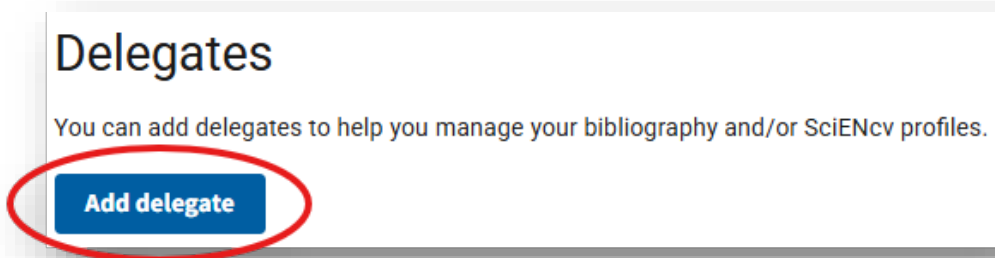 Delegates
You can add delegates to help you manage your bibliography and/or SciENcv profiles.
Add delegate